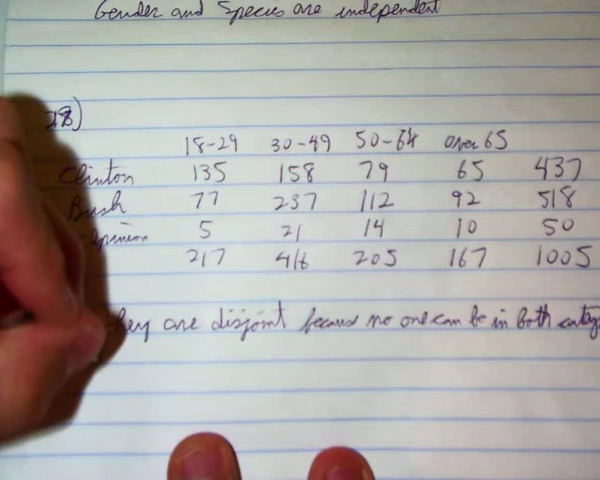 Gender and Species are independent
28)
18-29 30-49 50-64 over 65
Clinton 135 158 79 65 437
Bush 77 237 112 92 518
opinion 5 21 14 10 50
217 416 205 167 1005
They are disjoint because no one can be in both